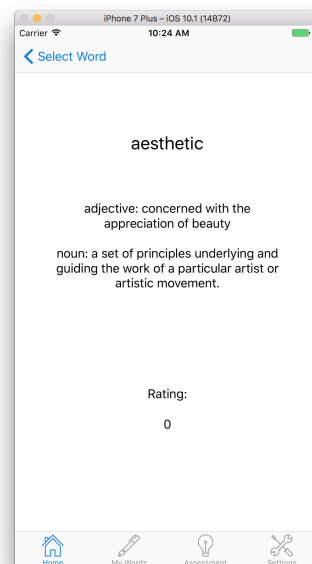 iPhone 7 Plus – iOS 10.1 (14B72)
Carrier 10:24 AM
Select Word
aesthetic
adjective: concerned with the
appreciation of beauty
noun: a set of principles underlying and
guiding the work of a particular artist or
artistic movement.
Rating:
0
Home My Words Assessment Settings